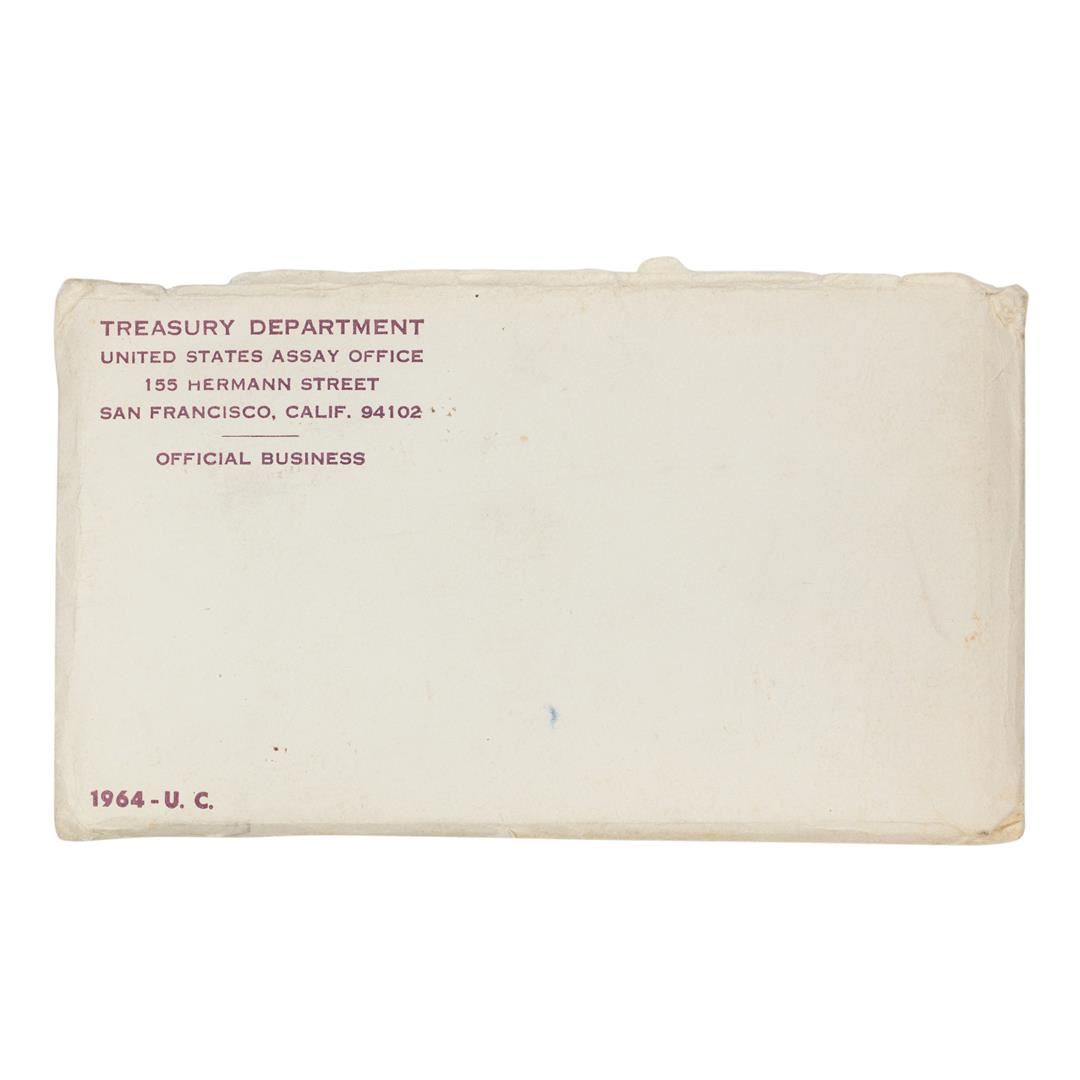 TREASURY DEPARTMENT
UNITED STATES ASSAY OFFICE
155 HERMANN STREET
SAN FRANCISCO, CALIF. 94102
OFFICIAL BUSINESS
1964 - U. C.